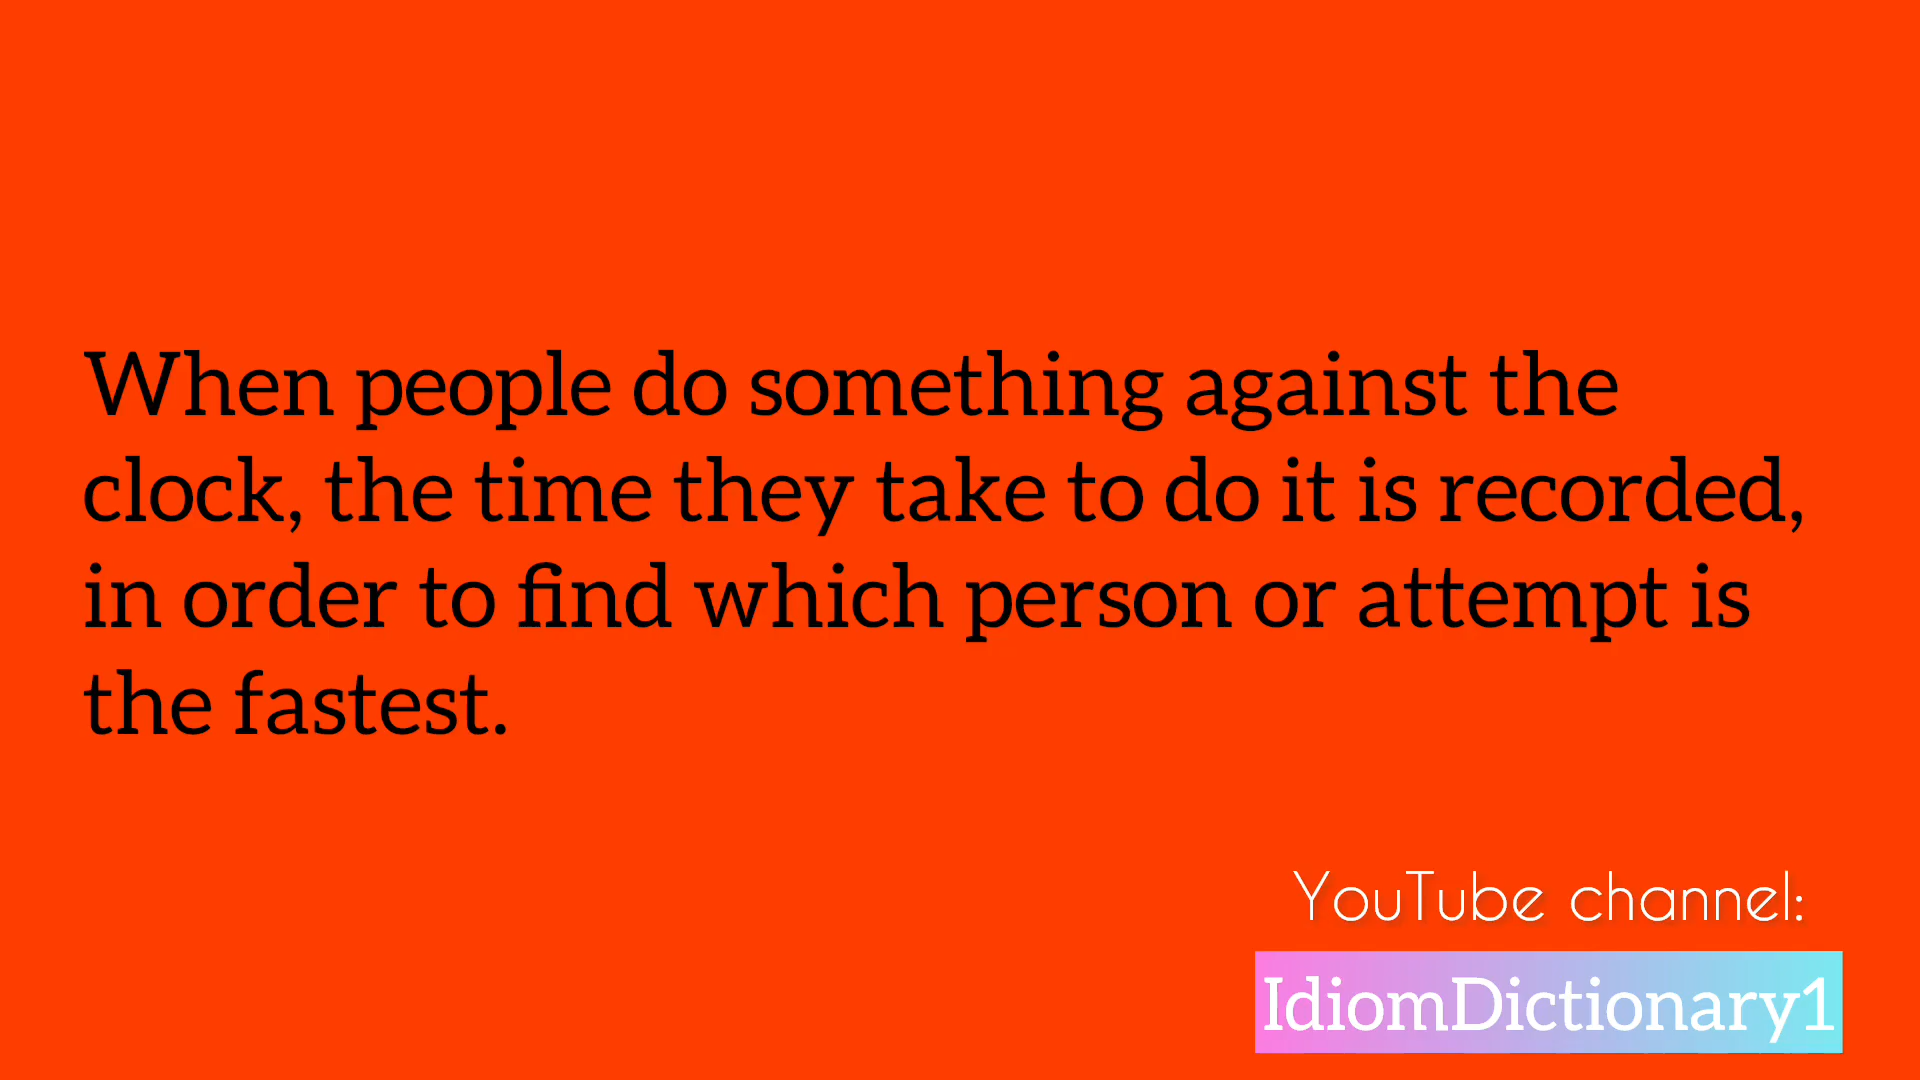 When people do something against the
clock, the time they take to do it is recorded,
in order to find which person or attempt is
the fastest.
YouTube channel:
IdiomDictionary1